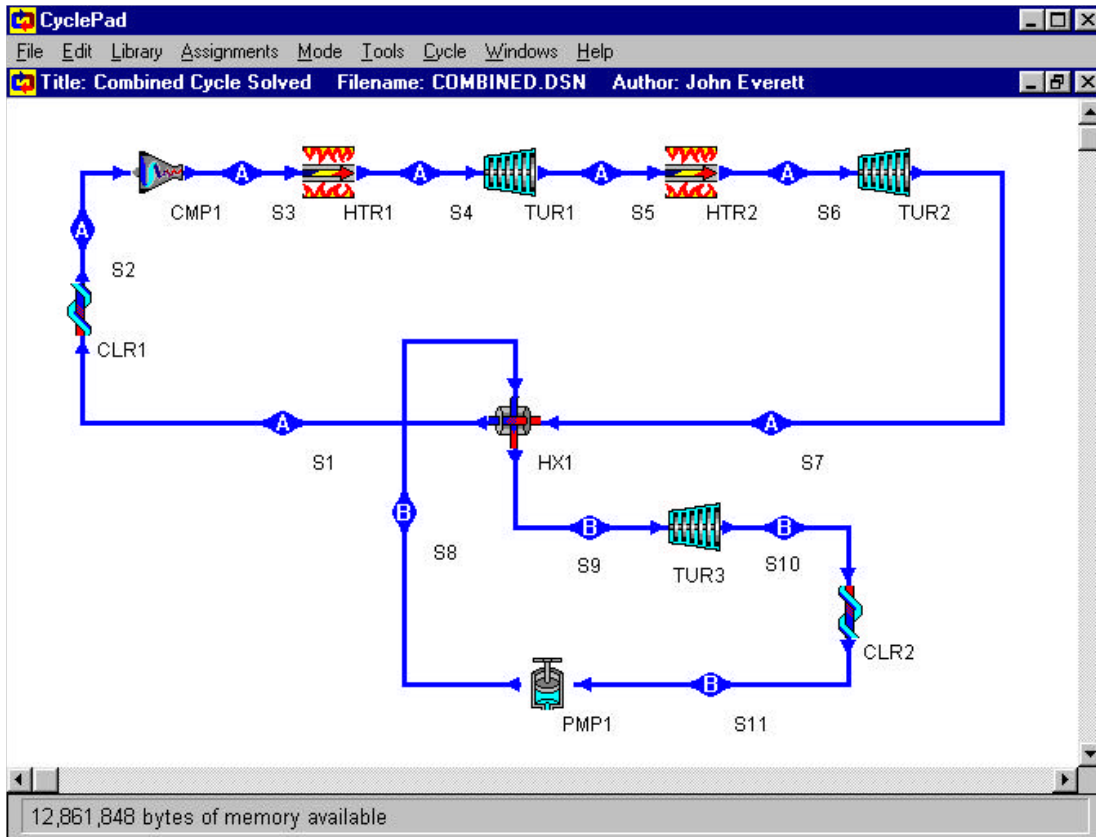 CyclePad
File Edit Library Assignments Mode Tools Cycle Windows Help
Title: Combined Cycle Solved Filename: COMBINED.DSN Author: John Everett
A A A A
CMP1 S3 HTR1 S4 TUR1 S5 HTR2 S6 TUR2
A
S2
CLR1
A A
S1 HX1 S7
B B B
S8 S9 TUR3 S10
CLR2
B
PMP1 S11
12,861,848 bytes of memory available